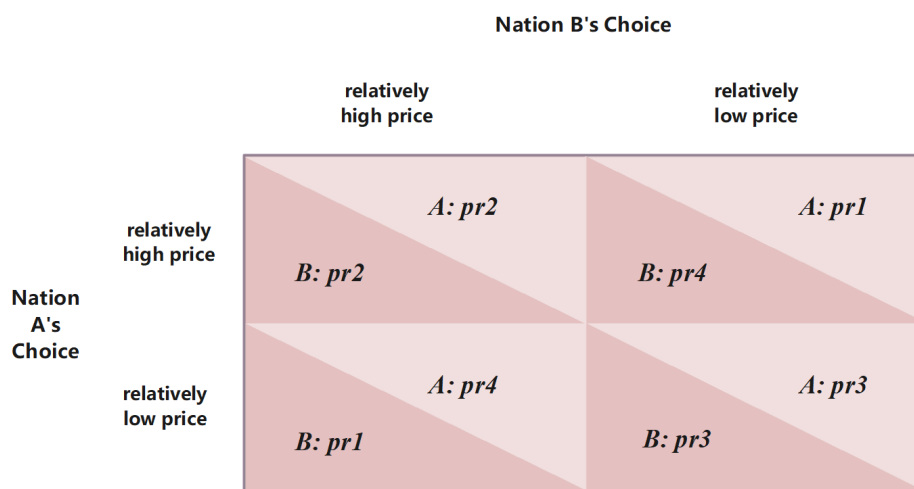 Nation B's Choice
relatively
high price
relatively
low price
A: pr2
A: pr1
relatively
high price
B: pr2
B: pr4
Nation
A's
Choice
A: pr4
A: pr3
relatively
low price
B: pr1
B: pr3